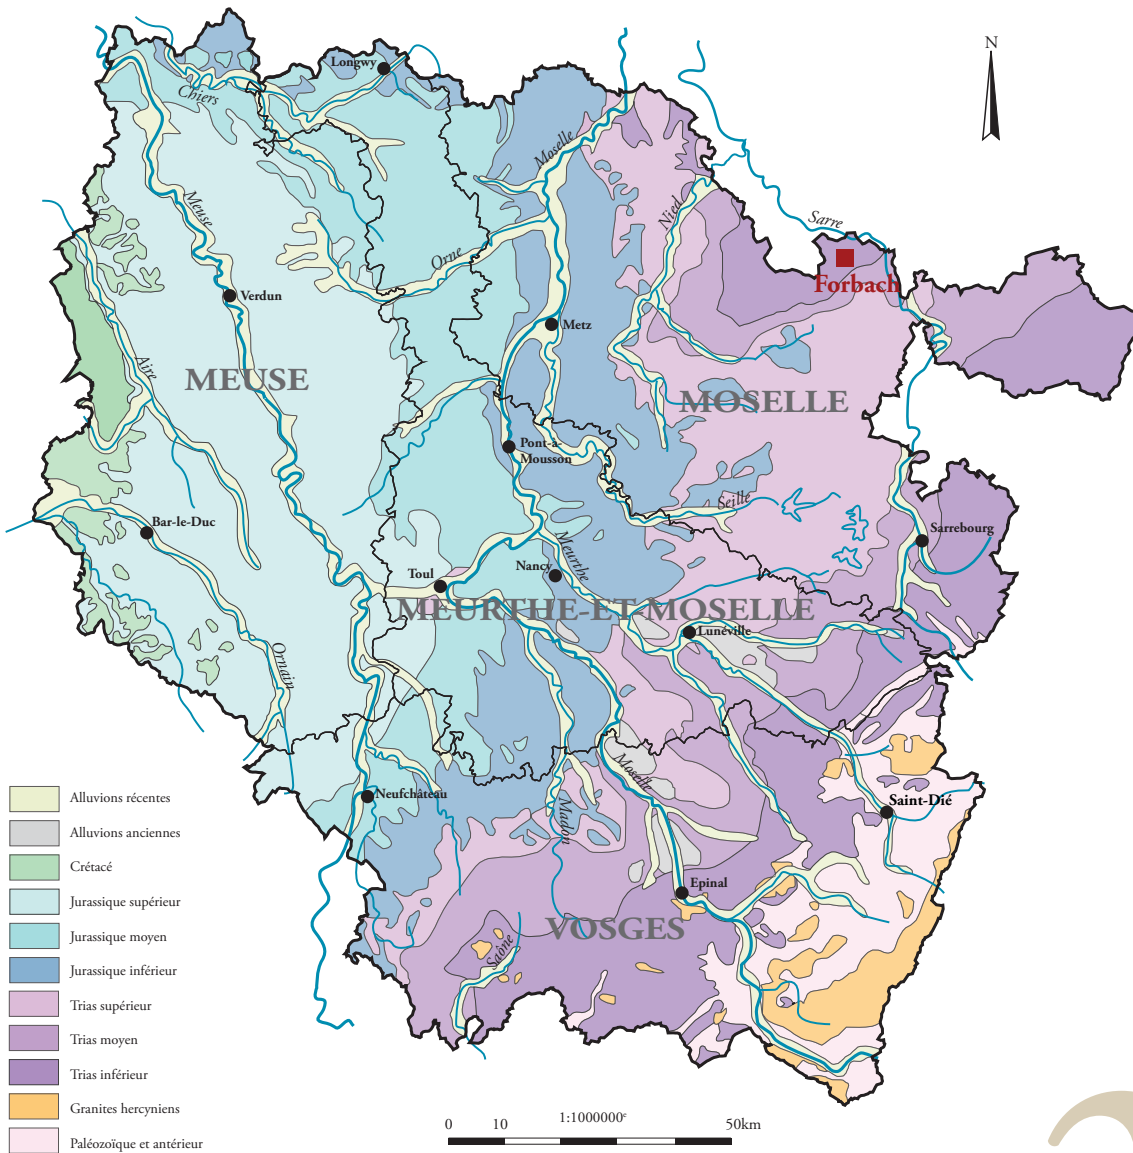 N
Longwy
Chiers
Moselle
Meuse
Nied
Sarre
Orne
Forbach
Verdun
Metz
Aire
MEUSE
MOSELLE
Pont-à-
Mousson
Seille
Bar-le-Duc
Sarrebourg
Meurthe
Toul
Nancy
MEURTHE-ET-MOSELLE
Lunéville
Ornain
Moselle
Neufchâteau
Madon
Saint-Dié
Epinal
VOSGES
Saône
Alluvions récentes
Alluvions anciennes
Crétacé
Jurassique supérieur
Jurassique moyen
Jurassique inférieur
Trias supérieur
Trias moyen
Trias inférieur
Granites hercyniens
Paléozoïque et antérieur
1:1000000e
0 10 50km